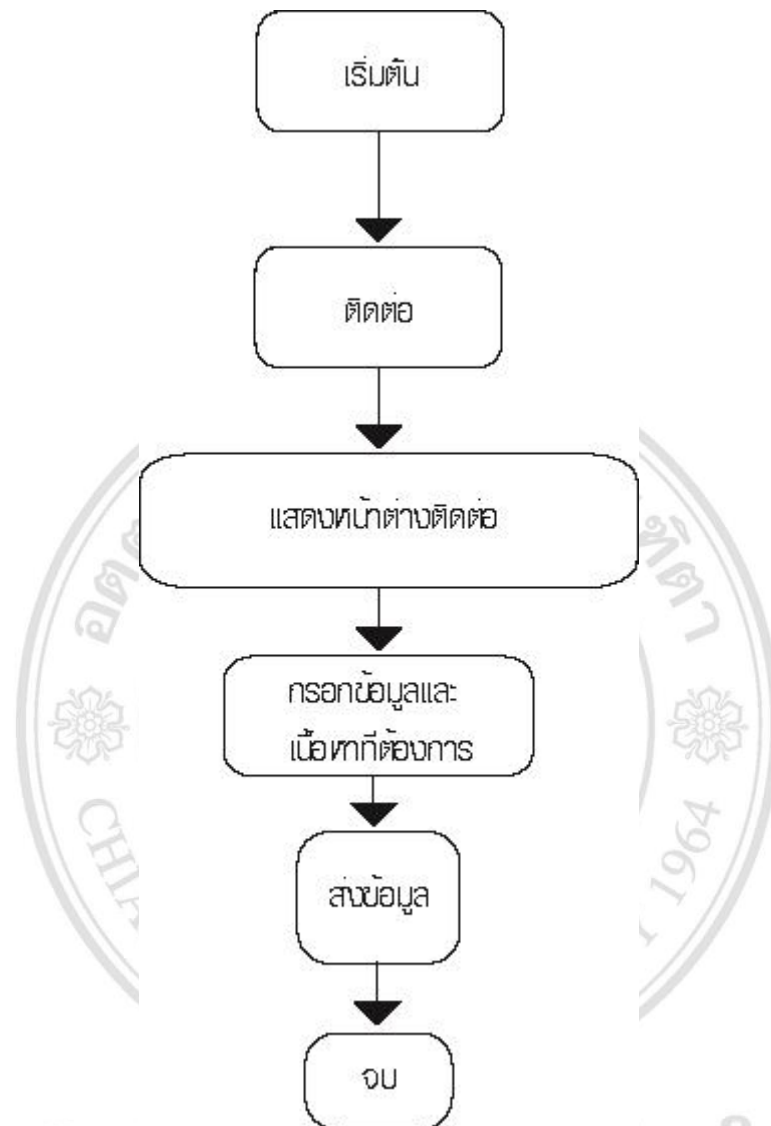 เริ่มต้น
ติดต่อ
แสดงหน้าต่างติดต่อ
กรอกข้อมูลและ
เนื้อหาที่ต้องการ
ส่งข้อมูล
จบ
1964